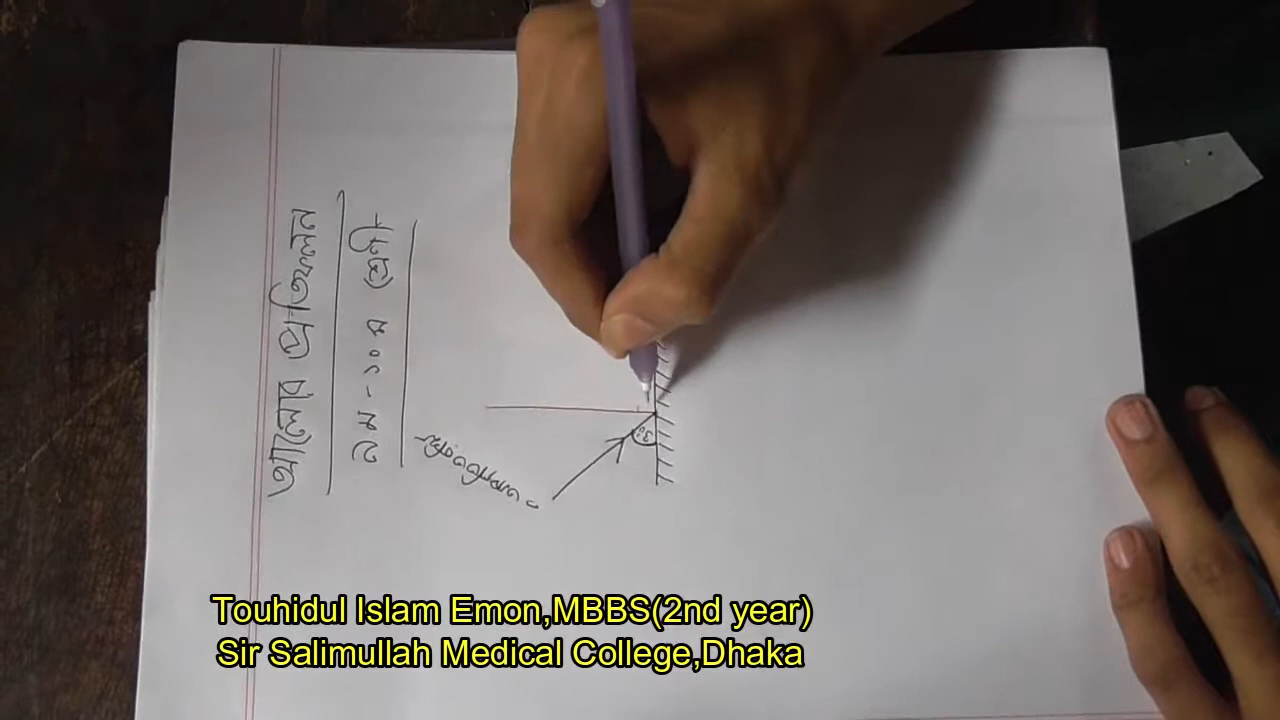 আলোর প্রতিফলন
৯ম - ১০ম শ্রেণী
Touhidul Islam Emon,MBBS(2nd year)
Sir Salimullah Medical College,Dhaka